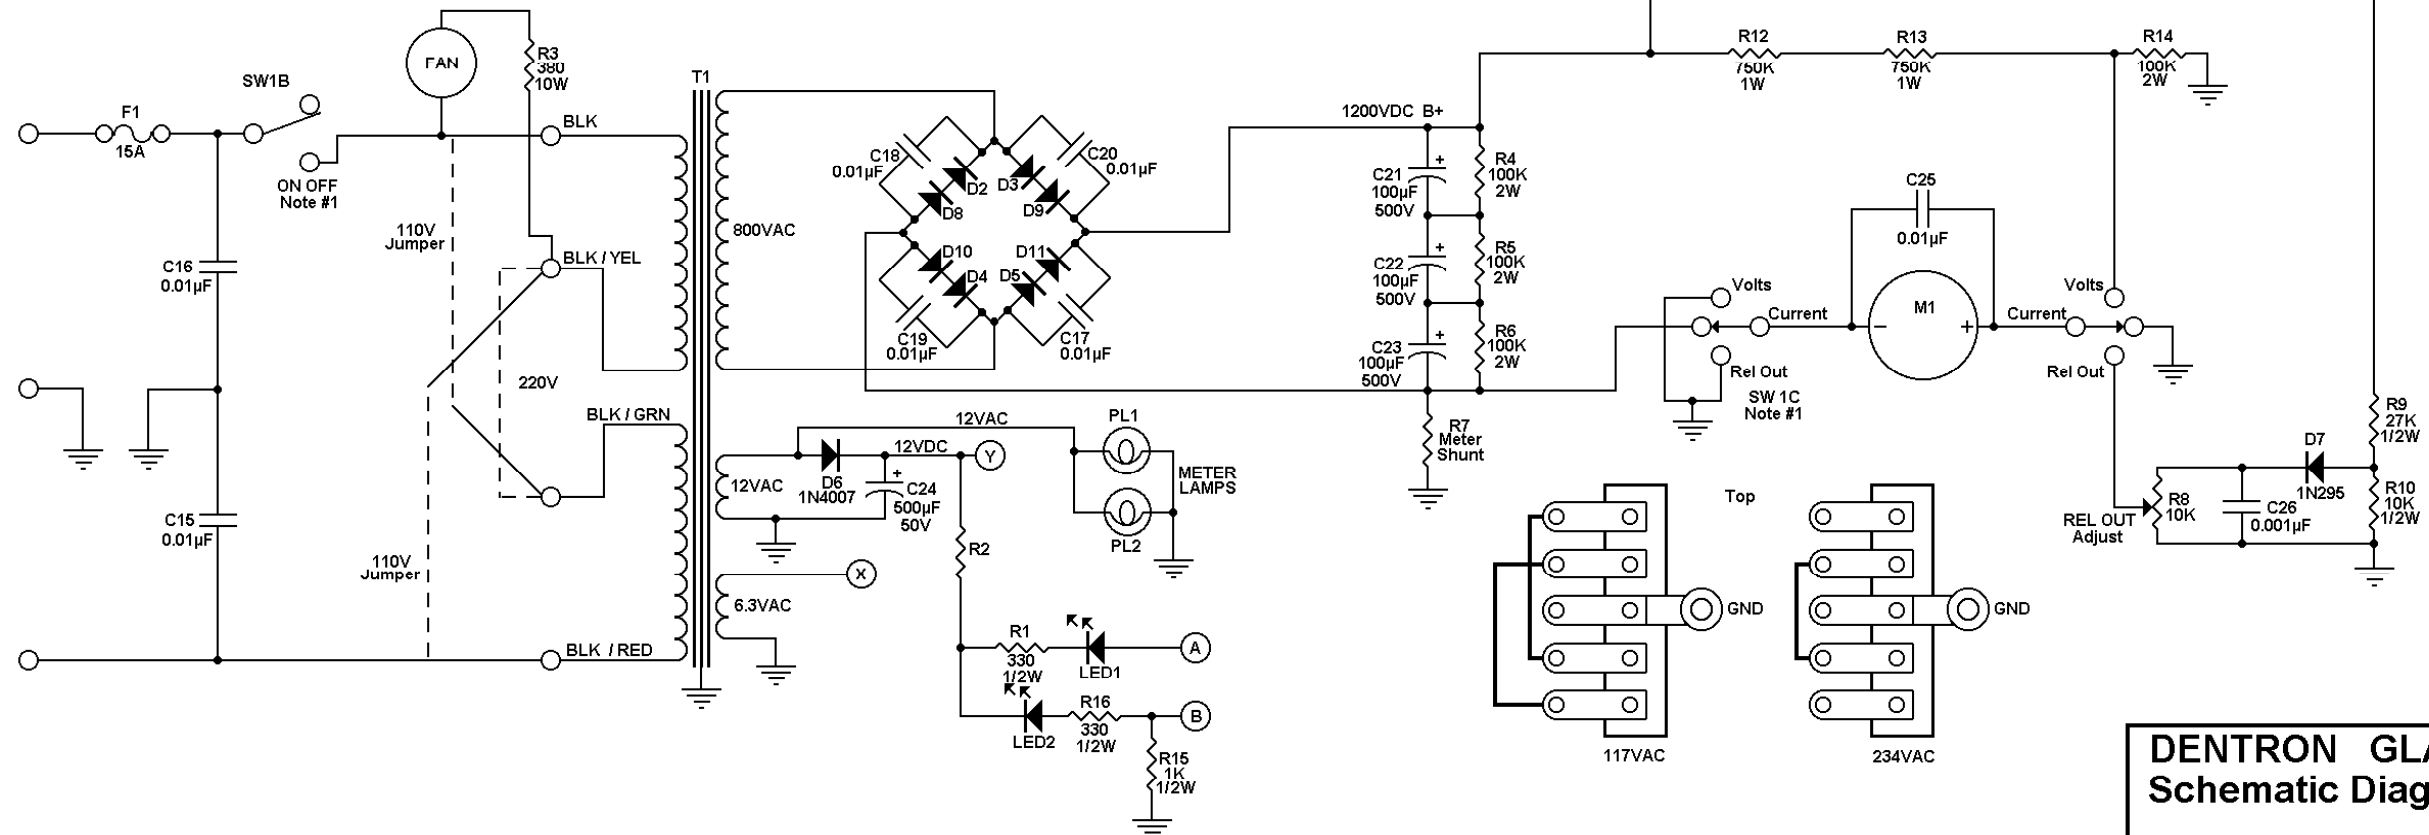 FAN
R3
380
10W
SW1B
F1
15A
ON OFF
Note #1
BLK
T1
110V
Jumper
BLK / YEL
C16
0.01µF
220V
BLK / GRN
C15
0.01µF
110V
Jumper
BLK / RED
800VAC
C18
0.01µF
D2
D8
D3
D9
C20
0.01µF
D10
D4
D11
D5
C19
0.01µF
C17
0.01µF
1200VDC B+
C21
100µF
500V
R4
100K
2W
C22
100µF
500V
R5
100K
2W
C23
100µF
500V
R6
100K
2W
R7
Meter
Shunt
R12
750K
1W
R13
750K
1W
R14
100K
2W
C25
0.01µF
M1
-
+
Volts
Current
Rel Out
SW 1C
Note #1
Volts
Current
Rel Out
R9
27K
1/2W
D7
1N295
R10
10K
1/2W
R8
10K
C26
0.001µF
REL OUT
Adjust
12VAC
12VDC
Y
12VAC
D6
1N4007
+
C24
500µF
50V
PL1
PL2
METER
LAMPS
R2
X
6.3VAC
R1
330
1/2W
LED1
A
LED2
R16
330
1/2W
B
R15
1K
1/2W
Top
GND
117VAC
GND
234VAC
DENTRON GLA
Schematic Diag